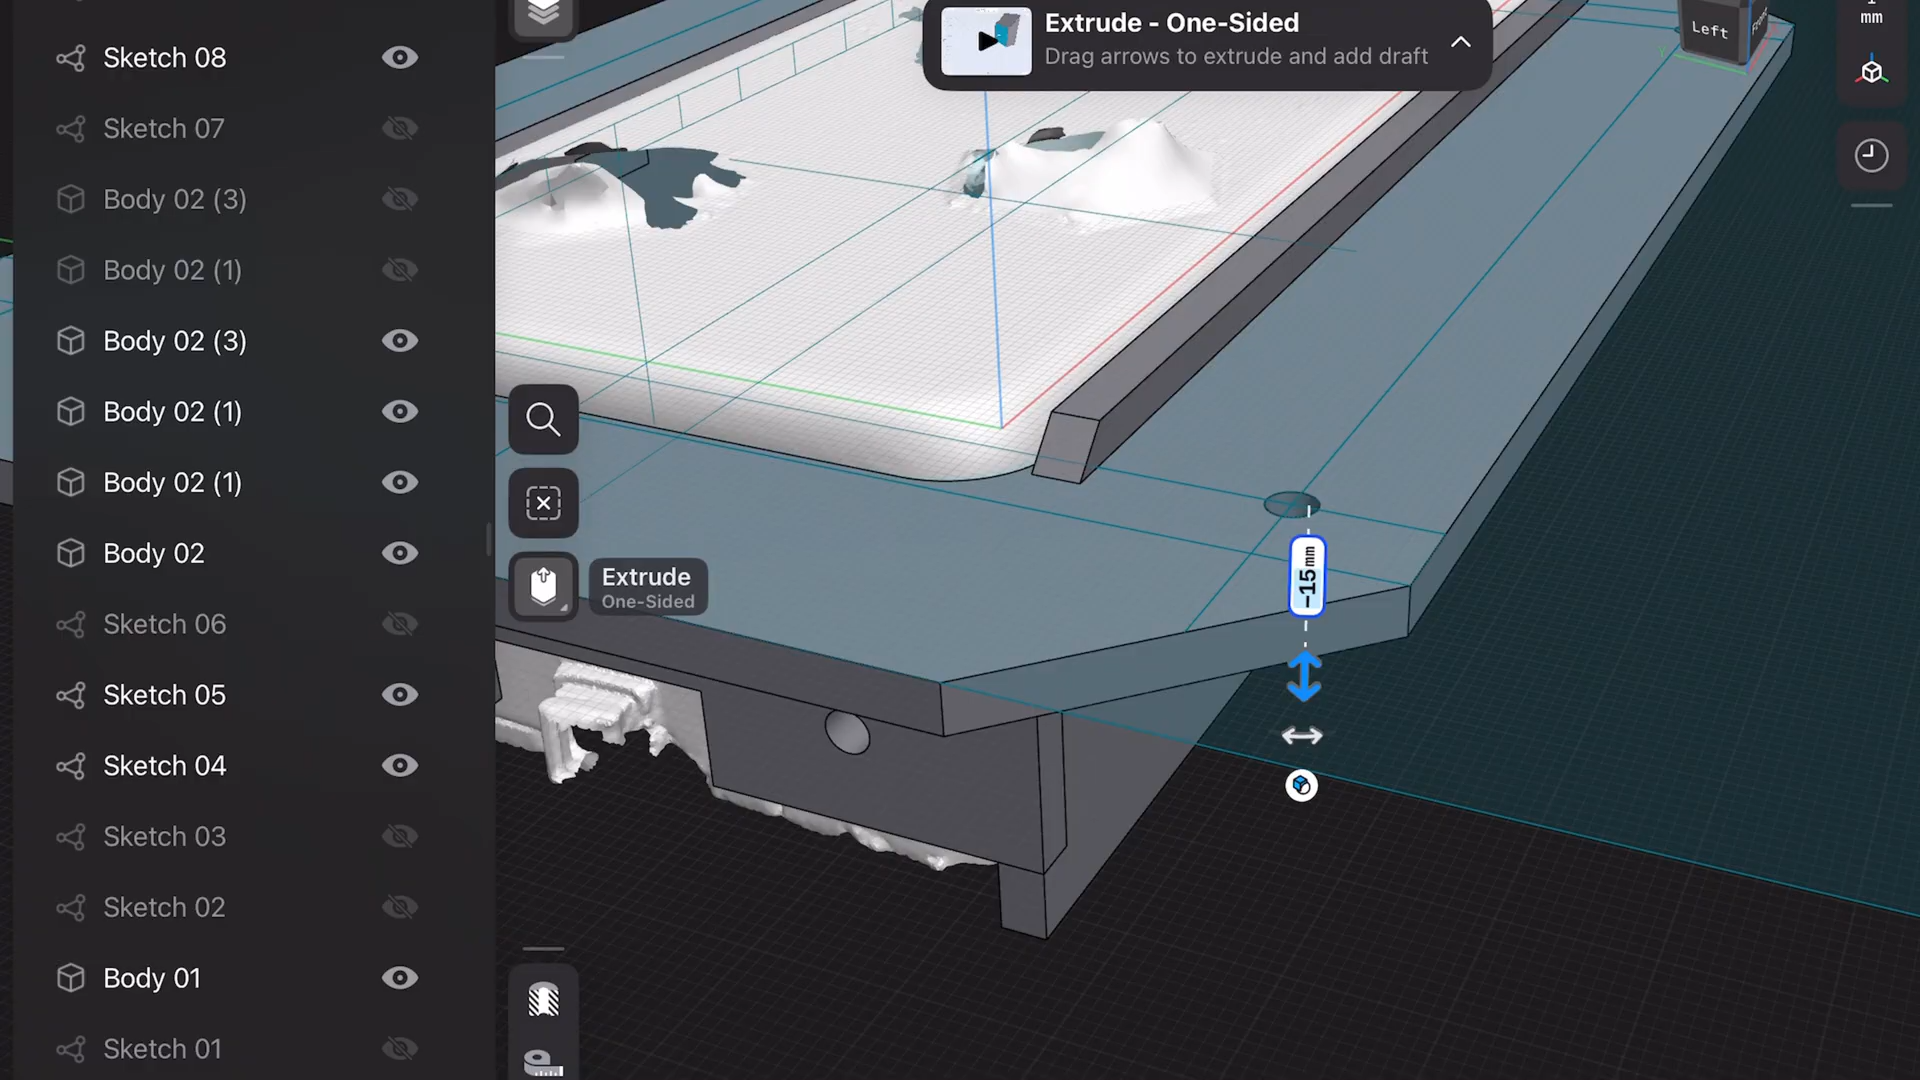 Sketch 08
Sketch 07
Body 02 (3)
Body 02 (1)
Body 02 (3)
Body 02 (1)
Body 02 (1)
Body 02
Sketch 06
Sketch 05
Sketch 04
Sketch 03
Sketch 02
Body 01
Sketch 01
Extrude - One-Sided
Drag arrows to extrude and add draft
Left
mm
Extrude
One-Sided
-15 mm